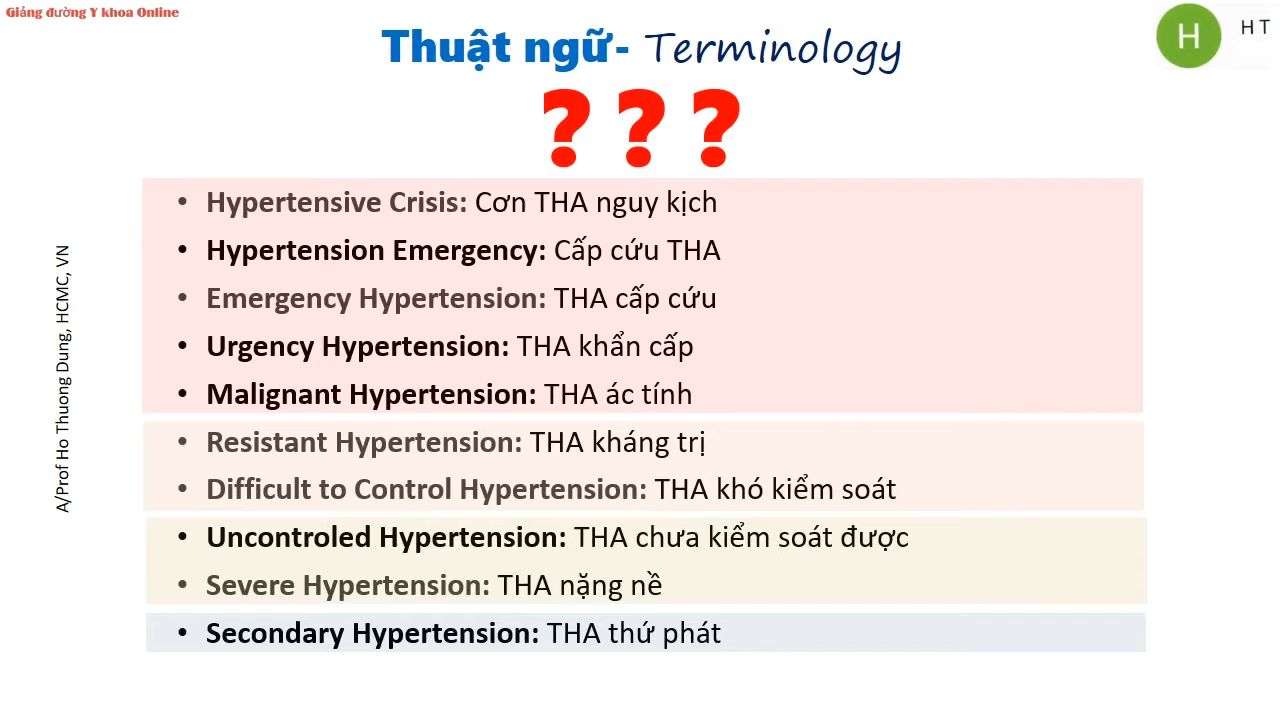 Giảng đường Y khoa Online
Thuật ngữ- Terminology
H
H T
? ? ?
• Hypertensive Crisis: Cơn THA nguy kịch
• Hypertension Emergency: Cấp cứu THA
• Emergency Hypertension: THA cấp cứu
• Urgency Hypertension: THA khẩn cấp
• Malignant Hypertension: THA ác tính
• Resistant Hypertension: THA kháng trị
• Difficult to Control Hypertension: THA khó kiểm soát
• Uncontroled Hypertension: THA chưa kiểm soát được
• Severe Hypertension: THA nặng nề
• Secondary Hypertension: THA thứ phát
A/Prof Ho Thuong Dung, HCMC, VN